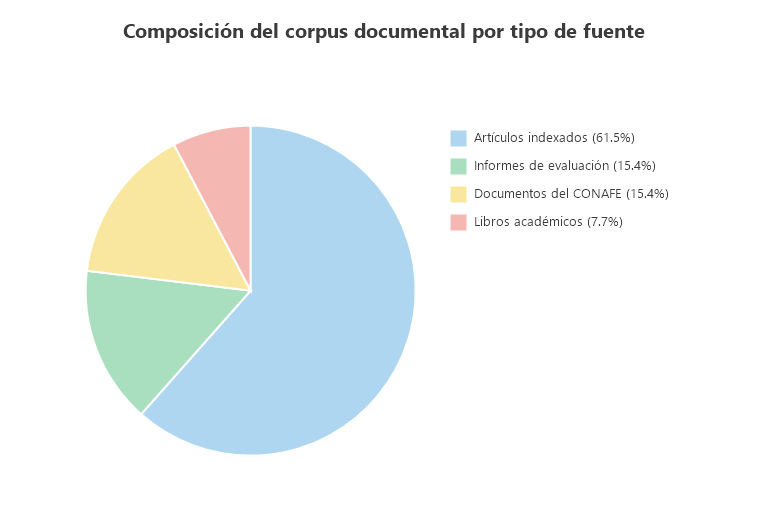 Composición del corpus documental por tipo de fuente
Artículos indexados (61.5%)
Informes de evaluación (15.4%)
Documentos del CONAFE (15.4%)
Libros académicos (7.7%)